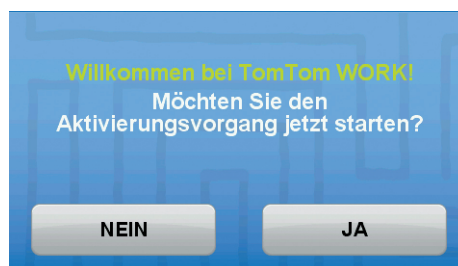 Willkommen bei TomTom WORK!
Möchten Sie den
Aktivierungsvorgang jetzt starten?
NEIN JA